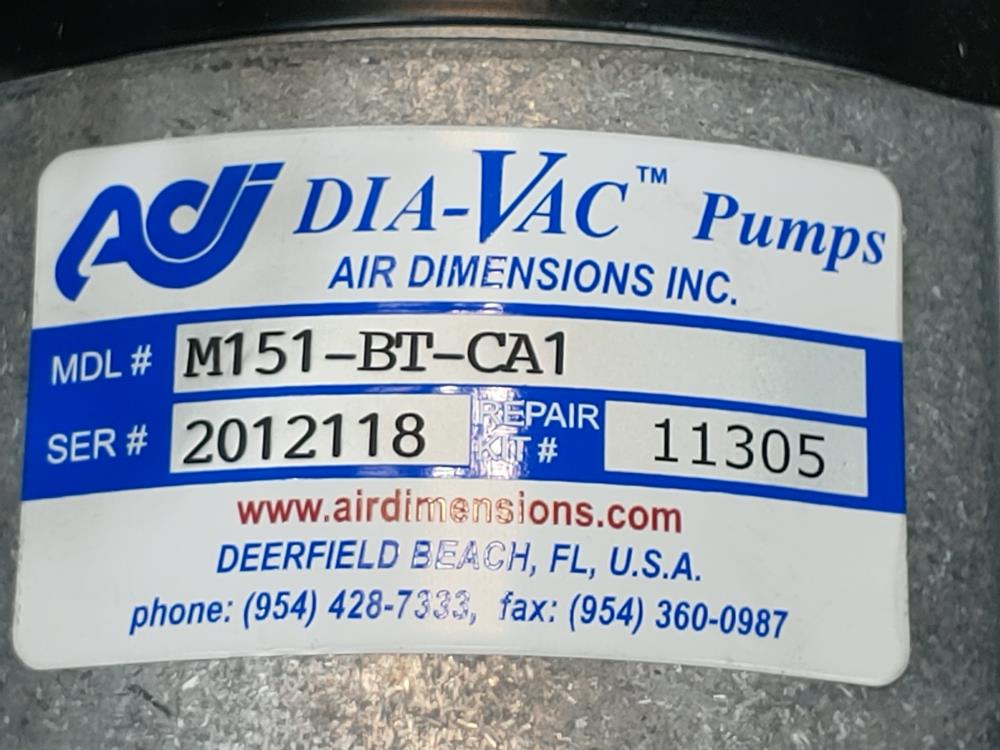 Adi DIA-VAC™ Pumps
AIR DIMENSIONS INC.
MDL # M151-BT-CA1
SER # 2012118 REPAIR KIT # 11305
www.airdimensions.com
DEERFIELD BEACH, FL, U.S.A.
phone: (954) 428-7333, fax: (954) 360-0987